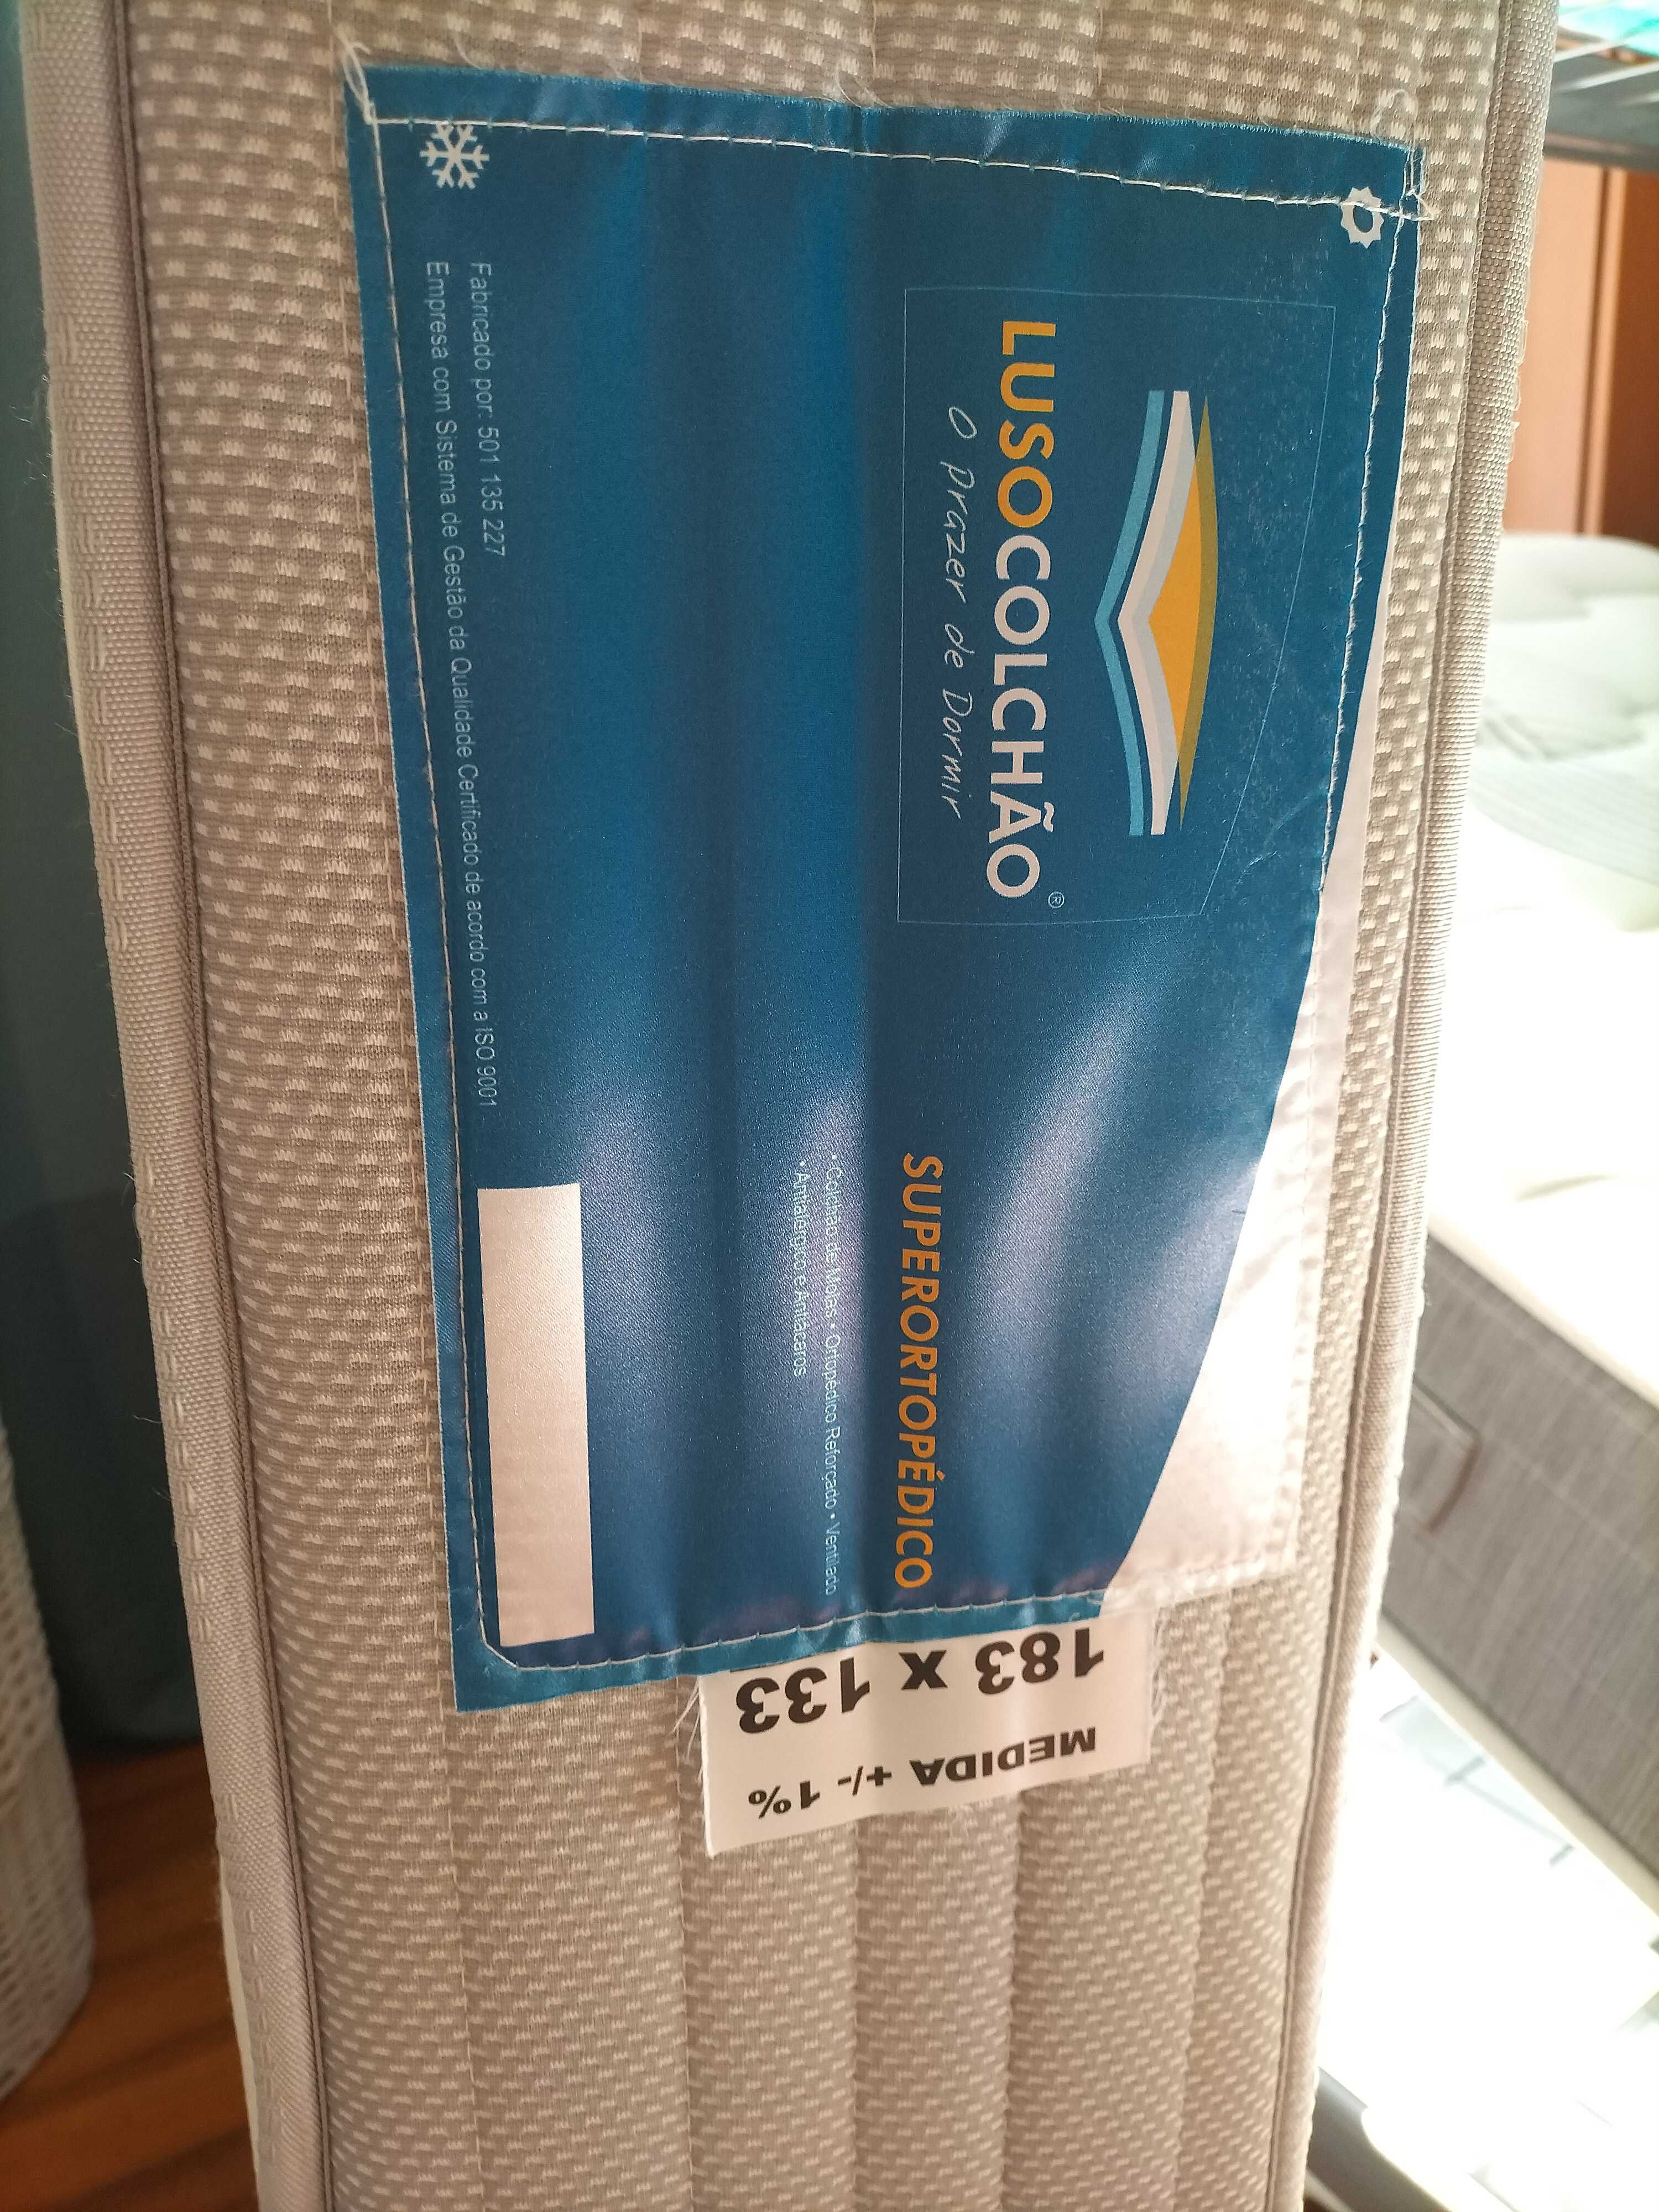 LUSOCOLCHÃO®
O prazer de Dormir
SUPERORTOPÉDICO
• Colchão de Molas • Ortopédico Reforçado • Ventilado
• Antialérgico e Antiácaros
Fabricado por: 501 135 227
Empresa com Sistema de Gestão da Qualidade Certificado de acordo com a ISO 9001
MEDIDA +/- 1%
183 x 133